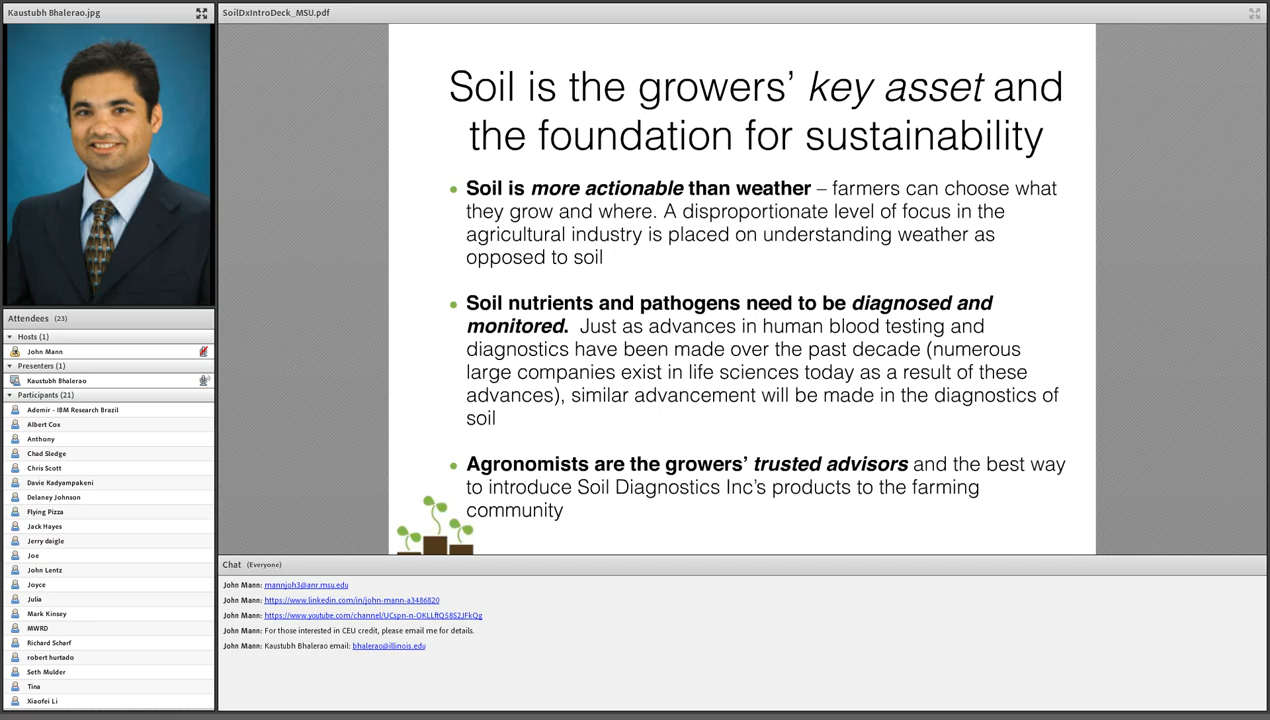 Kaustubh Bhalerao.jpg
Attendees (23)
Hosts (1)
John Mann
Presenters (1)
Kaustubh Bhalerao
Participants (21)
Ademir - IBM Research Brazil
Albert Cox
Anthony
Chad Sledge
Chris Scott
Davie Kadyampakeni
Delaney Johnson
Flying Pizza
Jack Hayes
Jerry daigle
Joe
John Lentz
Joyce
Julia
Mark Kinsey
MWRD
Richard Scharf
robert hurtado
Seth Mulder
Tina
Xiaofei Li
SoilDxIntroDeck_MSU.pdf
Soil is the growers’ key asset and
the foundation for sustainability
• Soil is more actionable than weather – farmers can choose what
they grow and where. A disproportionate level of focus in the
agricultural industry is placed on understanding weather as
opposed to soil
• Soil nutrients and pathogens need to be diagnosed and
monitored. Just as advances in human blood testing and
diagnostics have been made over the past decade (numerous
large companies exist in life sciences today as a result of these
advances), similar advancement will be made in the diagnostics of
soil
• Agronomists are the growers’ trusted advisors and the best way
to introduce Soil Diagnostics Inc’s products to the farming
community
Chat (Everyone)
John Mann: mannjoh3@anr.msu.edu
John Mann: https://www.linkedin.com/in/john-mann-a3486820
John Mann: https://www.youtube.com/channel/UCspn-n-OKLLftQ58S2JFkQg
John Mann: For those interested in CEU credit, please email me for details.
John Mann: Kaustubh Bhalerao email: bhalerao@illinois.edu